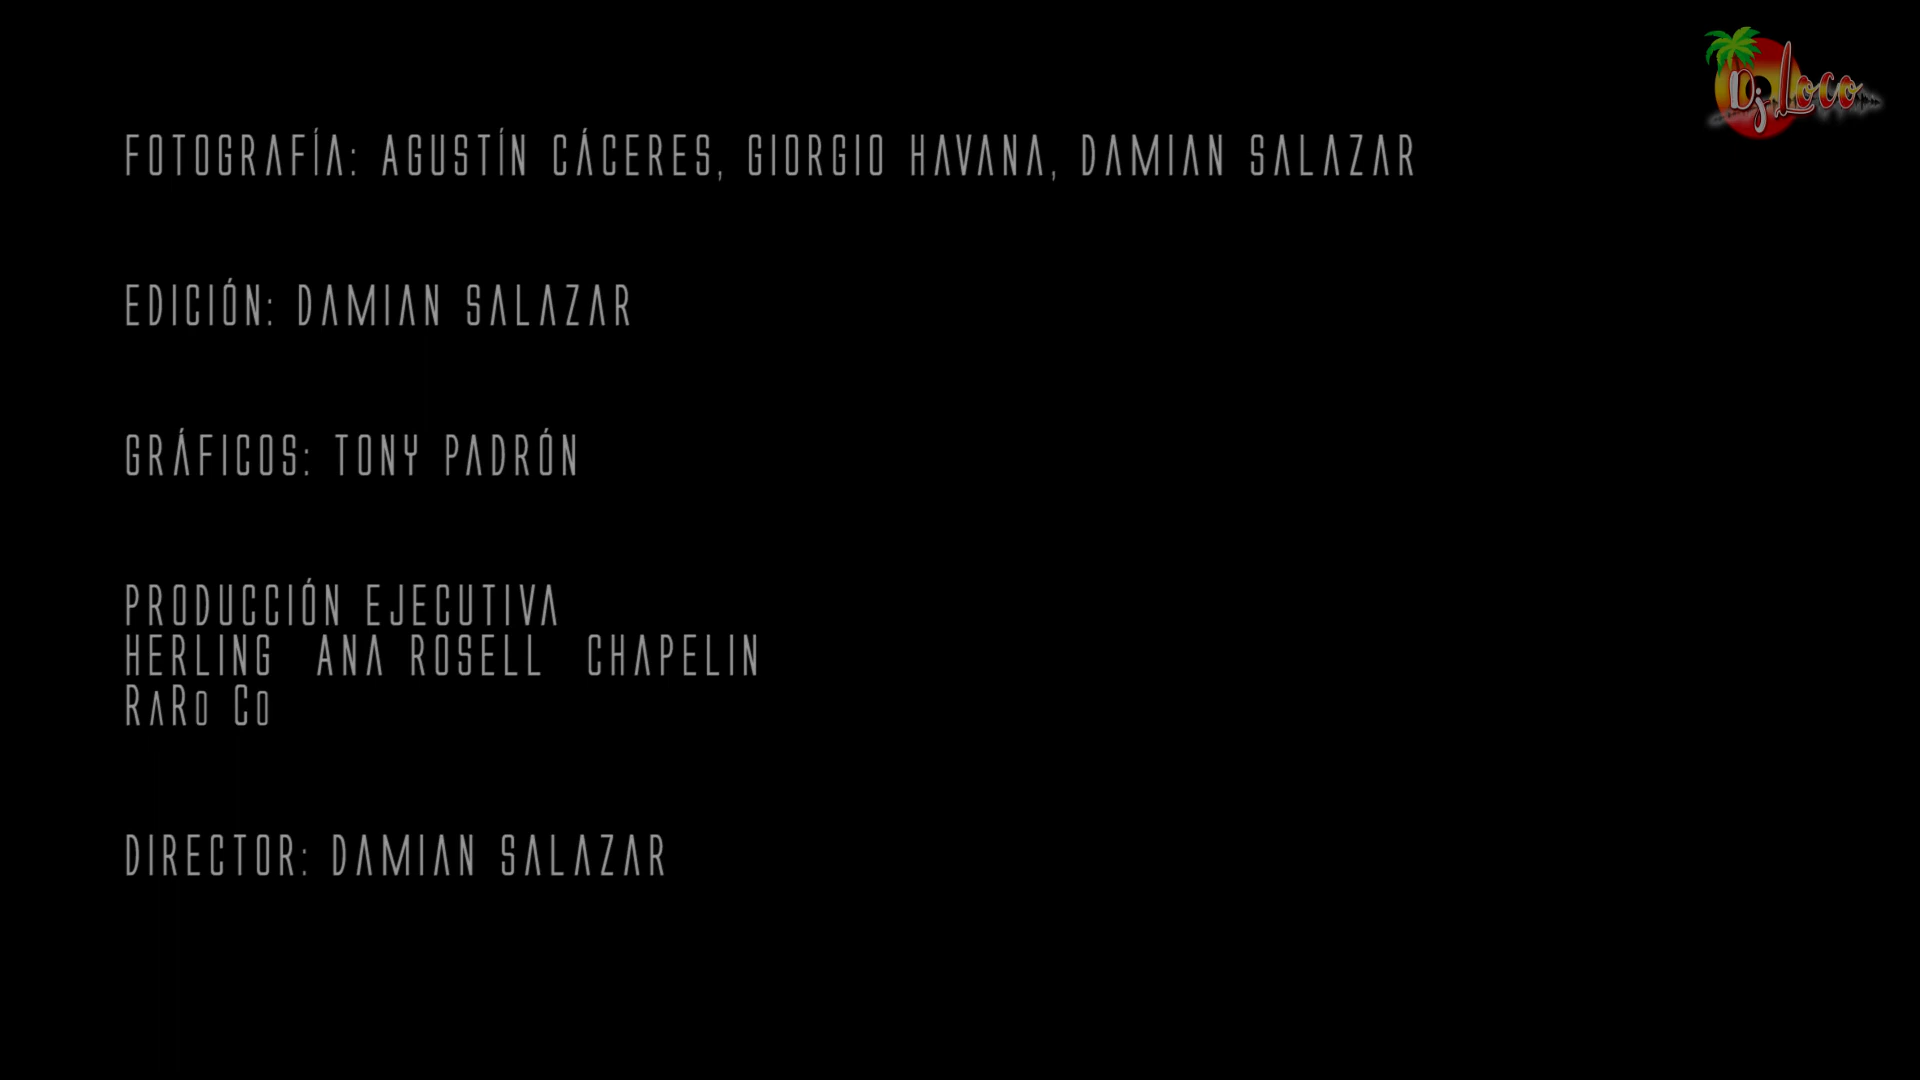 Dj Loco
FOTOGRAFÍA: AGUSTÍN CÁCERES, GIORGIO HAVANA, DAMIAN SALAZAR
EDICIÓN: DAMIAN SALAZAR
GRÁFICOS: TONY PADRÓN
PRODUCCIÓN EJECUTIVA
HERLING ANA ROSELL CHAPELIN
RaRo Co
DIRECTOR: DAMIAN SALAZAR